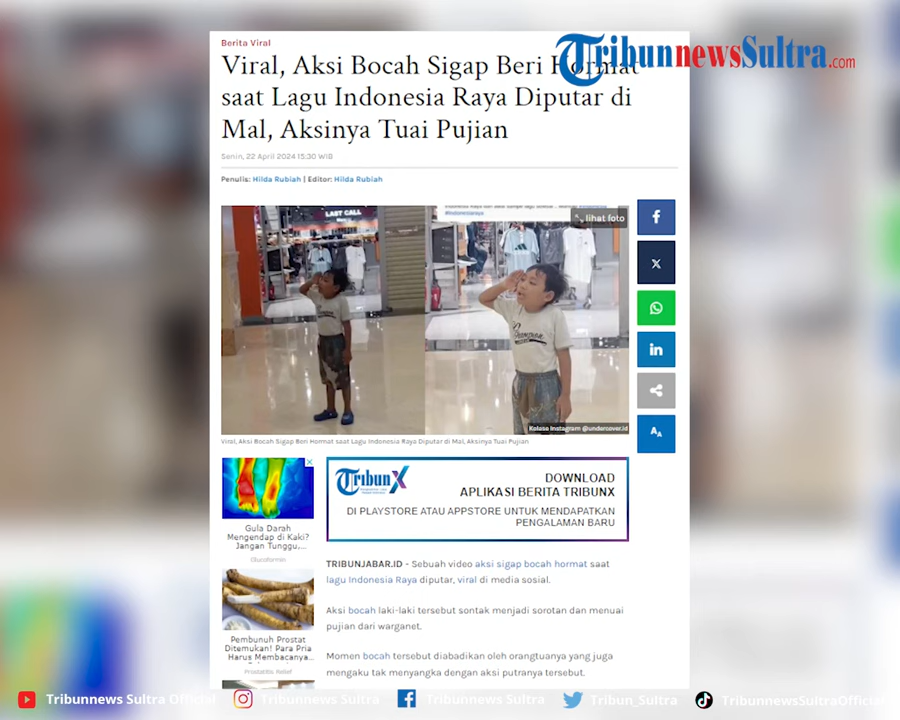 Berita Viral
TribunnewsSultra.com
Viral, Aksi Bocah Sigap Beri Hormat
saat Lagu Indonesia Raya Diputar di
Mal, Aksinya Tuai Pujian
Senin, 22 April 2024 15:30 WIB
Penulis: Hilda Rubiah | Editor: Hilda Rubiah
LAST CALL
#indonesiaraya
lihat foto
Kolase Instagram @undercover.id
Viral, Aksi Bocah Sigap Beri Hormat saat Lagu Indonesia Raya Diputar di Mal, Aksinya Tuai Pujian
Gula Darah
Mengendap di Kaki?
Jangan Tunggu,...
Glucoformin
Pembunuh Prostat
Ditemukan! Para Pria
Harus Membacanya...
Prostatitis Relief
TribunX
DOWNLOAD
APLIKASI BERITA TRIBUNX
DI PLAYSTORE ATAU APPSTORE UNTUK MENDAPATKAN
PENGALAMAN BARU
TRIBUNJABAR.ID - Sebuah video aksi sigap bocah hormat saat
lagu Indonesia Raya diputar, viral di media sosial.
Aksi bocah laki-laki tersebut sontak menjadi sorotan dan menuai
pujian dari warganet.
Momen bocah tersebut diabadikan oleh orangtuanya yang juga
mengaku tak menyangka dengan aksi putranya tersebut.
Tribunnews Sultra Official
Tribunnews Sultra
Tribunnews Sultra
Tribun_Sultra
TribunnewsSultraOfficial